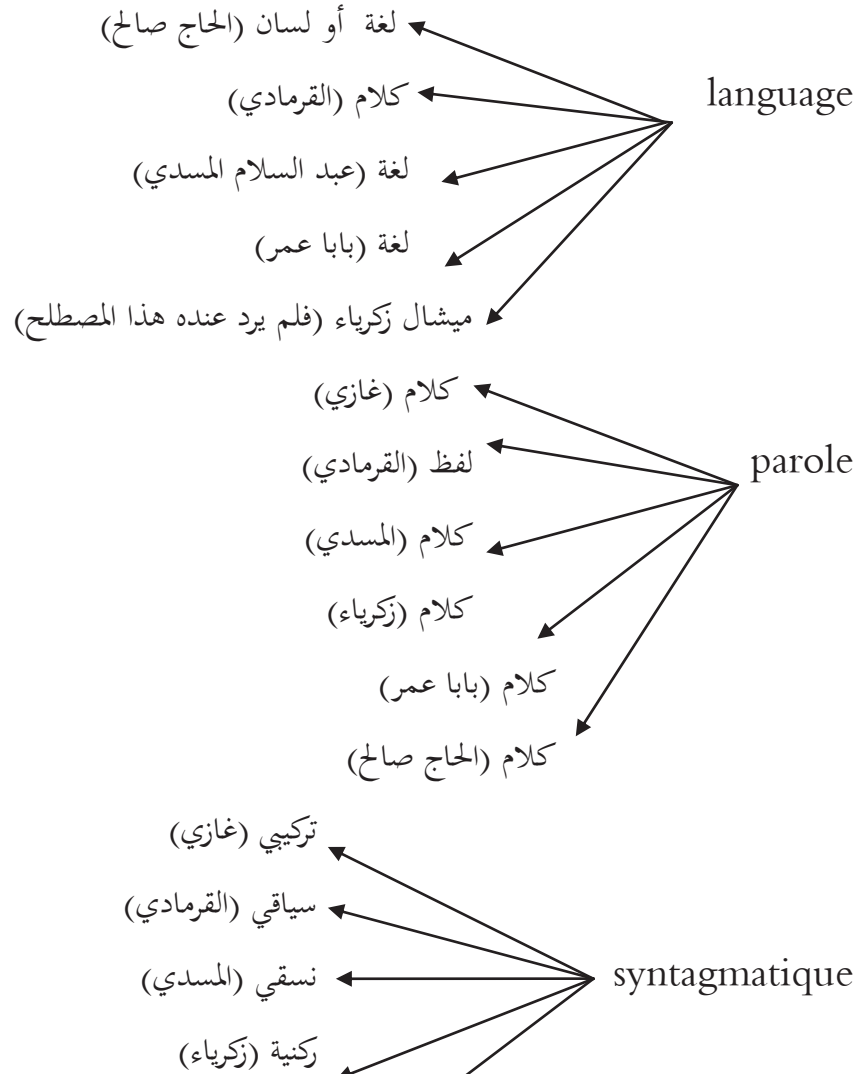 لغة أو لسان (الحاج صالح)
language
كلام (القرمادي)
لغة (عبد السلام المسدي)
لغة (بابا عمر)
ميشال زكرياء (فلم يرد عنده هذا المصطلح)
كلام (غازي)
parole
لفظ (القرمادي)
كلام (المسدي)
كلام (زكرياء)
كلام (بابا عمر)
كلام (الحاج صالح)
تركيبي (غازي)
سياقي (القرمادي)
syntagmatique
نسقي (المسدي)
ركنية (زكرياء)